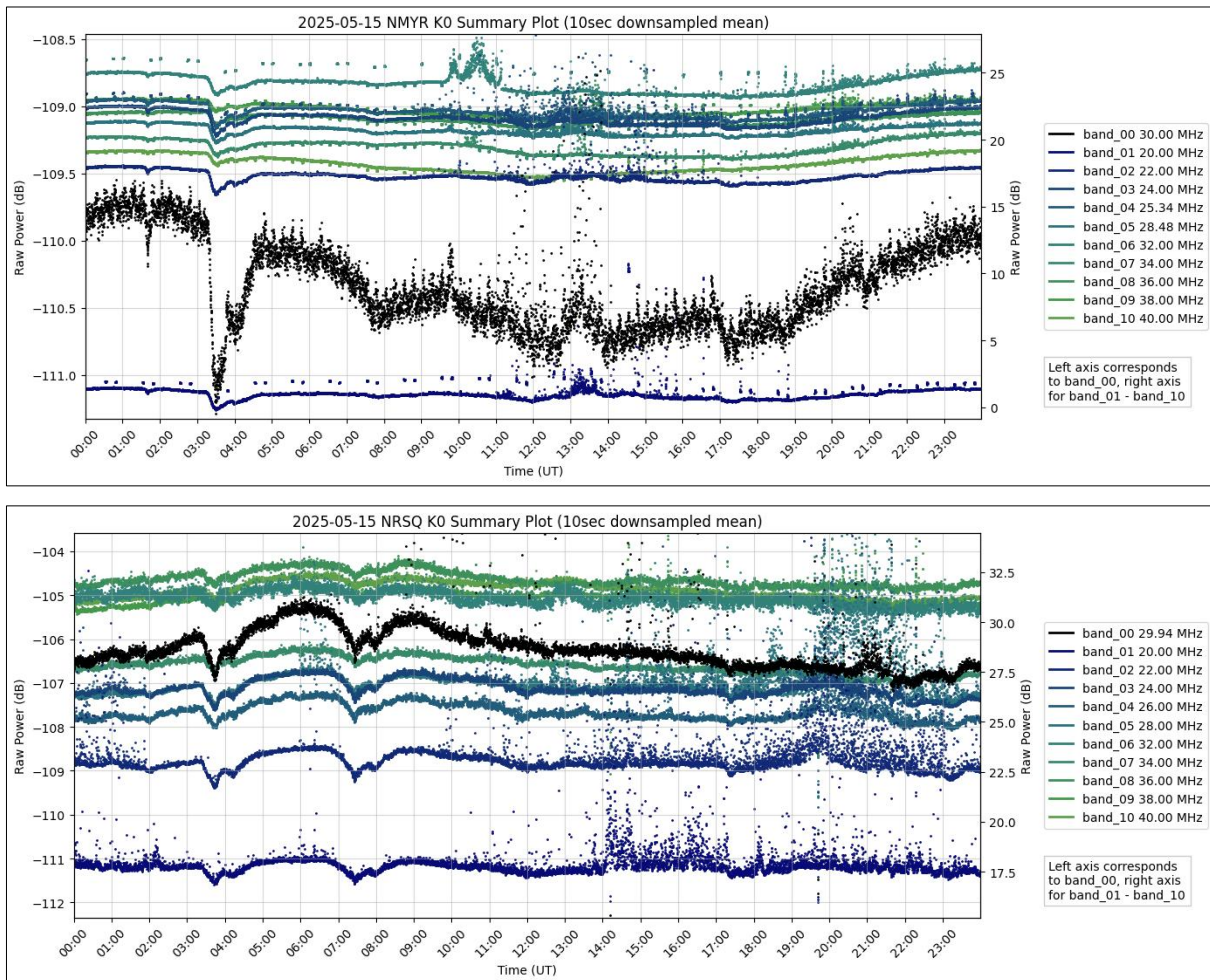 2025-05-15 NMYR K0 Summary Plot (10sec downsampled mean)
Raw Power (dB)
−108.5
−109.0
−109.5
−110.0
−110.5
−111.0
25
20
15
10
5
0
Raw Power (dB)
00:00
01:00
02:00
03:00
04:00
05:00
06:00
07:00
08:00
09:00
10:00
11:00
12:00
13:00
14:00
15:00
16:00
17:00
18:00
19:00
20:00
21:00
22:00
23:00
Time (UT)
band_00 30.00 MHz
band_01 20.00 MHz
band_02 22.00 MHz
band_03 24.00 MHz
band_04 25.34 MHz
band_05 28.48 MHz
band_06 32.00 MHz
band_07 34.00 MHz
band_08 36.00 MHz
band_09 38.00 MHz
band_10 40.00 MHz
Left axis corresponds
to band_00, right axis
for band_01 - band_10
2025-05-15 NRSQ K0 Summary Plot (10sec downsampled mean)
Raw Power (dB)
−104
−105
−106
−107
−108
−109
−110
−111
−112
32.5
30.0
27.5
25.0
22.5
20.0
17.5
Raw Power (dB)
00:00
01:00
02:00
03:00
04:00
05:00
06:00
07:00
08:00
09:00
10:00
11:00
12:00
13:00
14:00
15:00
16:00
17:00
18:00
19:00
20:00
21:00
22:00
23:00
Time (UT)
band_00 29.94 MHz
band_01 20.00 MHz
band_02 22.00 MHz
band_03 24.00 MHz
band_04 26.00 MHz
band_05 28.00 MHz
band_06 32.00 MHz
band_07 34.00 MHz
band_08 36.00 MHz
band_09 38.00 MHz
band_10 40.00 MHz
Left axis corresponds
to band_00, right axis
for band_01 - band_10